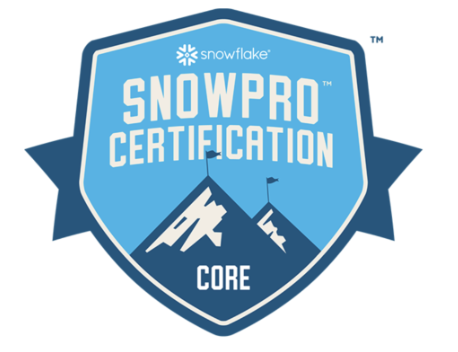 snowflake®
SNOWPRO™
CERTIFICATION
CORE
™